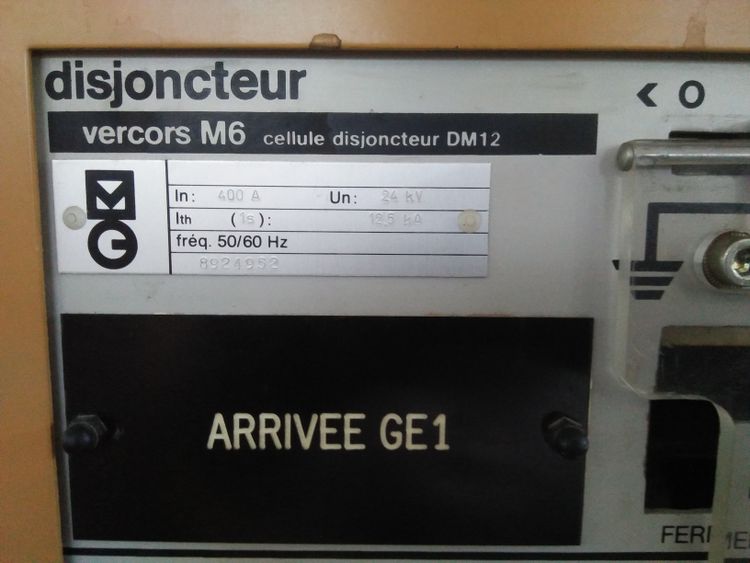 disjoncteur
< O
vercors M6 cellule disjoncteur DM12
MG
In: 400 A Un: 24 kV
Ith (1s): 12,5 kA
fréq. 50/60 Hz
8924952
ARRIVEE GE1